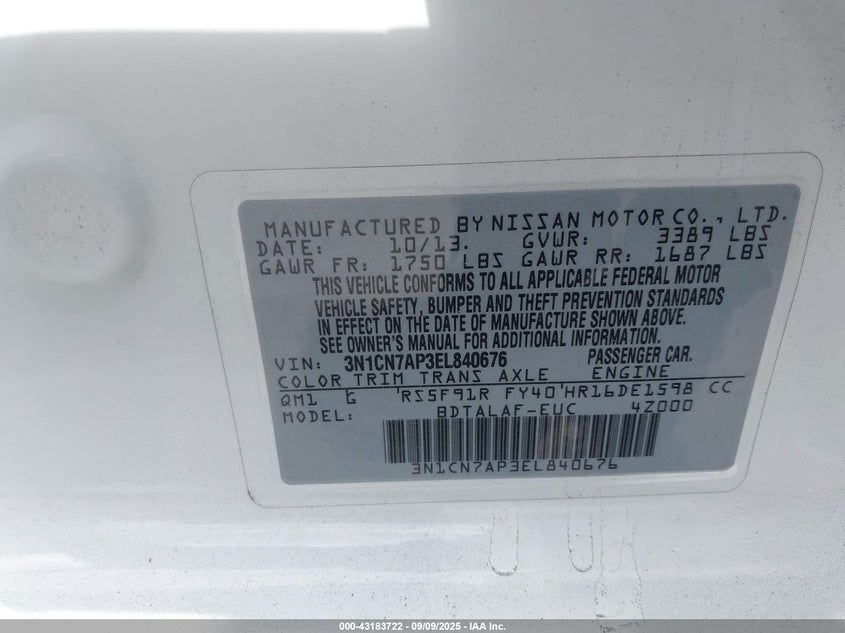 MANUFACTURED BY NISSAN MOTOR CO., LTD.
DATE: 10/13. GVWR: 3389 LBS
GAWR FR: 1750 LBS GAWR RR: 1687 LBS
THIS VEHICLE CONFORMS TO ALL APPLICABLE FEDERAL MOTOR
VEHICLE SAFETY, BUMPER AND THEFT PREVENTION STANDARDS
IN EFFECT ON THE DATE OF MANUFACTURE SHOWN ABOVE.
SEE OWNER'S MANUAL FOR ADDITIONAL INFORMATION.
VIN: 3N1CN7AP3EL840676 PASSENGER CAR.
COLOR TRIM TRANS AXLE ENGINE
QM1 G 'RS5F91R FY40'HR16DE1598 CC
MODEL: BDTALAF-EUC 4Z000
3N1CN7AP3EL840676
000-43183722 - 09/09/2025 - IAA Inc.